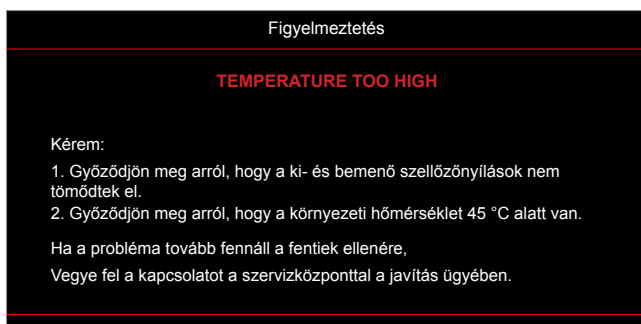 Figyelmeztetés
TEMPERATURE TOO HIGH
Kérem:
1. Győződjön meg arról, hogy a ki- és bemenő szellőzőnyílások nem
tömődtek el.
2. Győződjön meg arról, hogy a környezeti hőmérséklet 45 °C alatt van.
Ha a probléma tovább fennáll a fentiek ellenére,
Vegye fel a kapcsolatot a szervizközponttal a javítás ügyében.